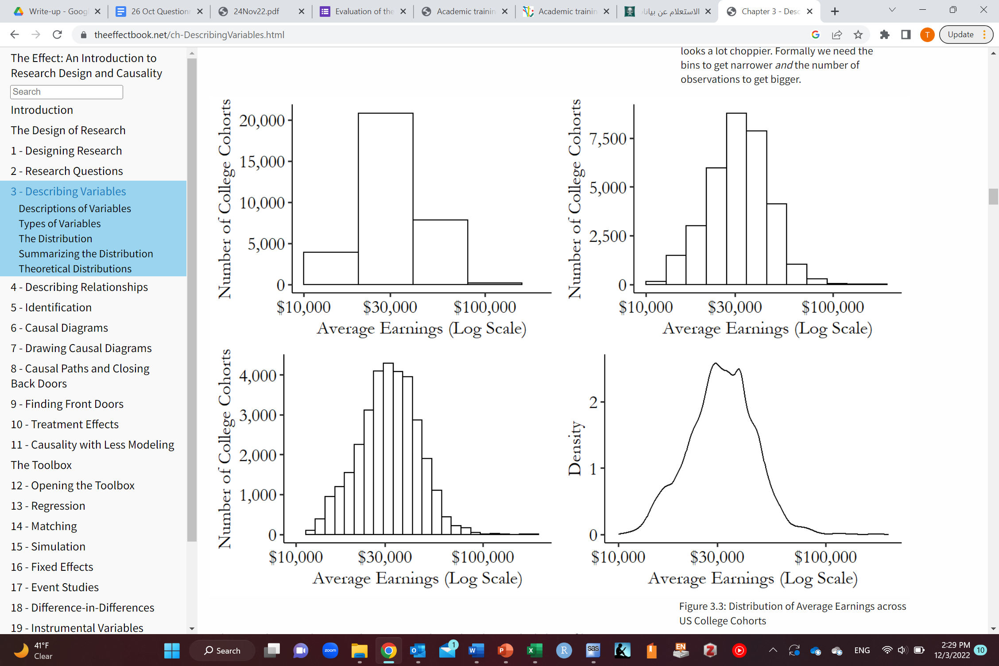 Write-up - Goog
26 Oct Question
24Nov22.pdf
Evaluation of the
Academic trainin
Academic trainin
الاستعلام عن بيانا
Chapter 3 - Desc
theeffectbook.net/ch-DescribingVariables.html
T
Update
The Effect: An Introduction to
Research Design and Causality
Search
Introduction
The Design of Research
1 - Designing Research
2 - Research Questions
3 - Describing Variables
Descriptions of Variables
Types of Variables
The Distribution
Summarizing the Distribution
Theoretical Distributions
4 - Describing Relationships
5 - Identification
6 - Causal Diagrams
7 - Drawing Causal Diagrams
8 - Causal Paths and Closing
Back Doors
9 - Finding Front Doors
10 - Treatment Effects
11 - Causality with Less Modeling
The Toolbox
12 - Opening the Toolbox
13 - Regression
14 - Matching
15 - Simulation
16 - Fixed Effects
17 - Event Studies
18 - Difference-in-Differences
19 - Instrumental Variables
looks a lot choppier. Formally we need the
bins to get narrower and the number of
observations to get bigger.
Number of College Cohorts
20,000
15,000
10,000
5,000
0
$10,000 $30,000 $100,000
Average Earnings (Log Scale)
Number of College Cohorts
7,500
5,000
2,500
0
$10,000 $30,000 $100,000
Average Earnings (Log Scale)
Number of College Cohorts
4,000
3,000
2,000
1,000
0
$10,000 $30,000 $100,000
Average Earnings (Log Scale)
Density
2
1
0
$10,000 $30,000 $100,000
Average Earnings (Log Scale)
Figure 3.3: Distribution of Average Earnings across
US College Cohorts
41°F
Clear
Search
zoom
O
1
W
P
X
R
sas
EN
Z
ENG
2:29 PM
12/3/2022
10